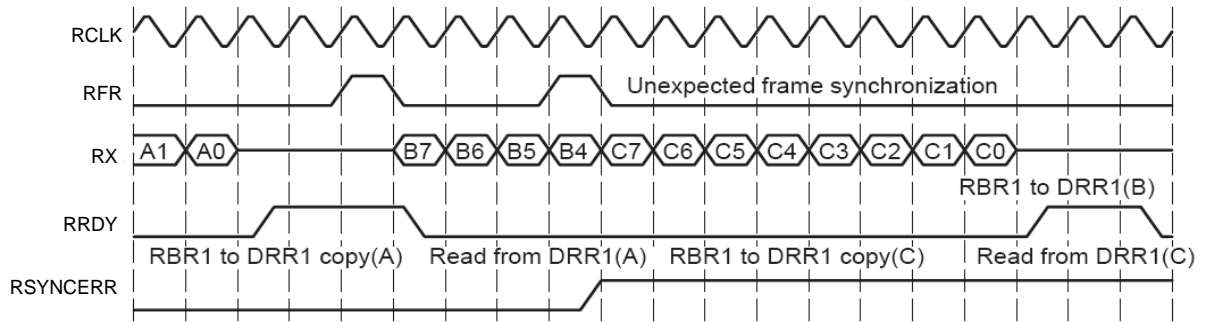 RCLK
RFR
Unexpected frame synchronization
RX
A1 A0 B7 B6 B5 B4 C7 C6 C5 C4 C3 C2 C1 C0
RBR1 to DRR1(B)
RRDY
RBR1 to DRR1 copy(A) Read from DRR1(A) RBR1 to DRR1 copy(C) Read from DRR1(C)
RSYNCERR